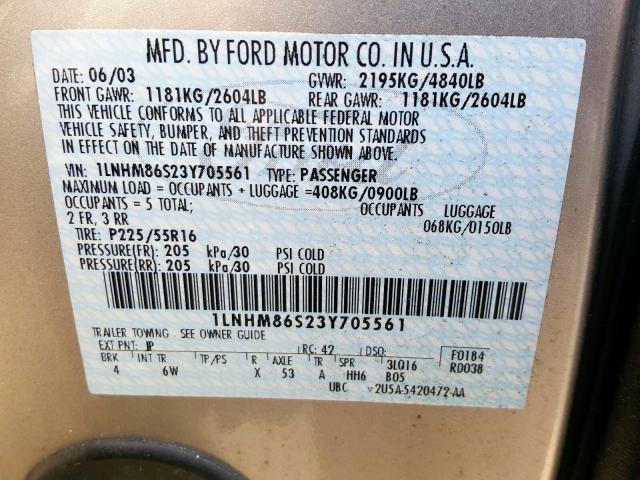 MFD. BY FORD MOTOR CO. IN U.S.A.
DATE: 06/03 GVWR: 2195KG/4840LB
FRONT GAWR: 1181KG/2604LB REAR GAWR: 1181KG/2604LB
THIS VEHICLE CONFORMS TO ALL APPLICABLE FEDERAL MOTOR
VEHICLE SAFETY, BUMPER, AND THEFT PREVENTION STANDARDS
IN EFFECT ON THE DATE OF MANUFACTURE SHOWN ABOVE.
VIN: 1LNHM86S23Y705561 TYPE: PASSENGER
MAXIMUM LOAD = OCCUPANTS + LUGGAGE =408KG/0900LB
OCCUPANTS = 5 TOTAL; OCCUPANTS LUGGAGE
2 FR, 3 RR 068KG/0150LB
TIRE: P225/55R16
PRESSURE(FR): 205 kPa/30 PSI COLD
PRESSURE(RR): 205 kPa/30 PSI COLD
1LNHM86S23Y705561
TRAILER TOWING - SEE OWNER GUIDE
EXT PNT: JP RC: 42 DSO: F0184
BRK INT TR TP/PS R AXLE TR SPR 3LQ16 R0038
4 6W X 53 A HH6 B05
UBC 2U5A-5420472-AA